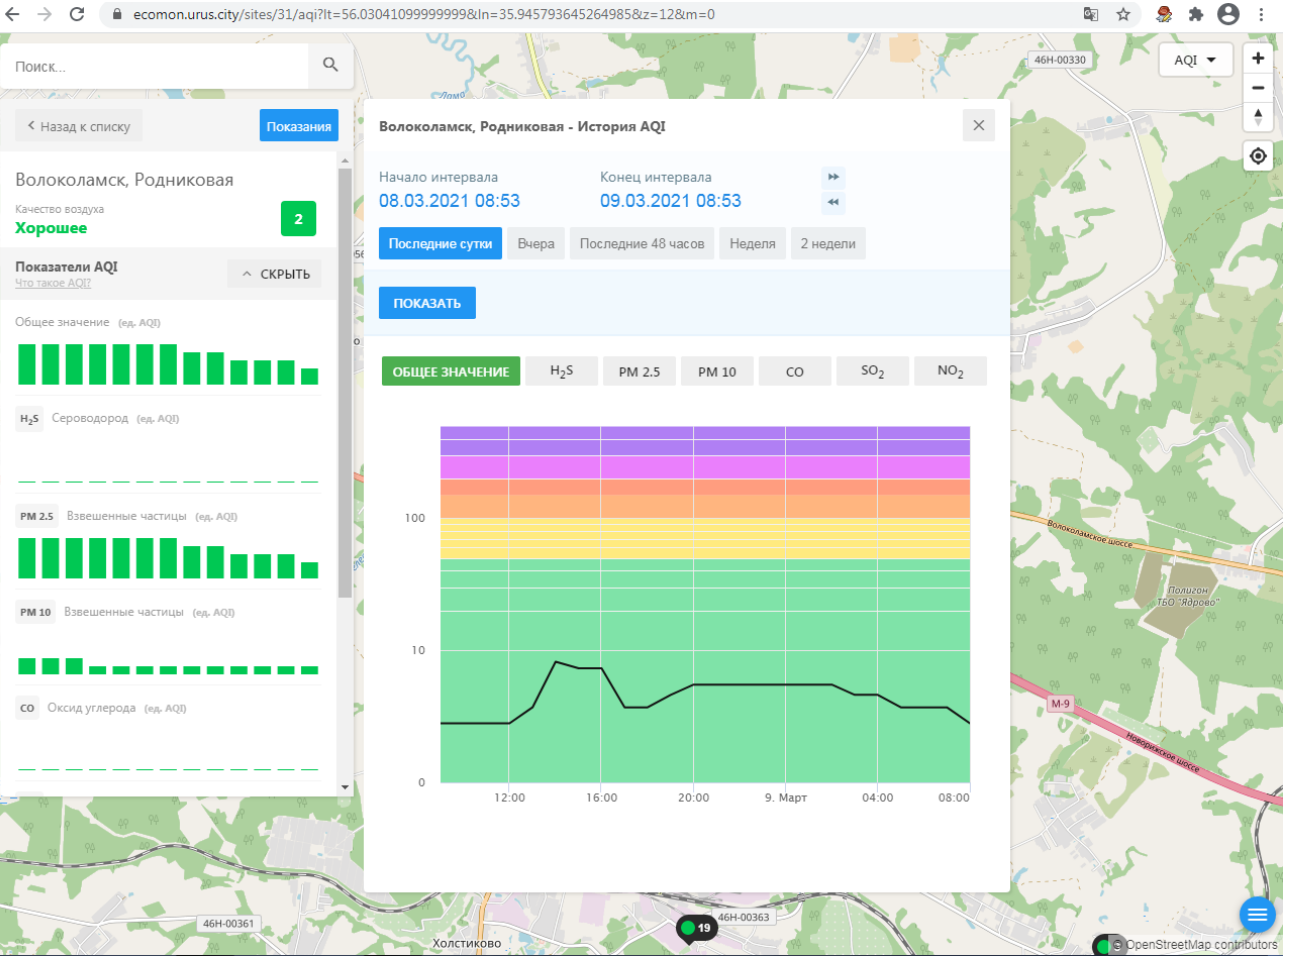 ecomon.urus.city/sites/31/aqi?lt=56.03041099999999&ln=35.945793645264985&z=12&m=0
Поиск...
46Н-00330
AQI
Назад к списку
Показания
Волоколамск, Родниковая
Качество воздуха
Хорошее
2
Показатели AQI
Что такое AQI?
СКРЫТЬ
Общее значение (ед. AQI)
H2S Сероводород (ед. AQI)
PM 2.5 Взвешенные частицы (ед. AQI)
PM 10 Взвешенные частицы (ед. AQI)
CO Оксид углерода (ед. AQI)
Волоколамск, Родниковая - История AQI
Начало интервала
Конец интервала
08.03.2021 08:53
09.03.2021 08:53
Последние сутки
Вчера
Последние 48 часов
Неделя
2 недели
ПОКАЗАТЬ
ОБЩЕЕ ЗНАЧЕНИЕ
H2S
PM 2.5
PM 10
CO
SO2
NO2
100
10
0
12:00
16:00
20:00
9. Март
04:00
08:00
Волоколамское шоссе
Полигон
ТБО "Ядрово"
М-9
Новорижское шоссе
46Н-00361
46Н-00363
19
Холстиково
© OpenStreetMap contributors